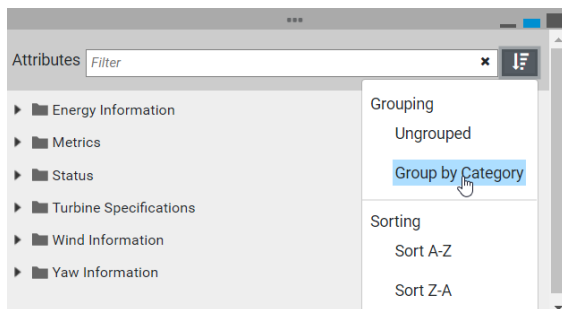 Attributes Filter
Energy Information
Metrics
Status
Turbine Specifications
Wind Information
Yaw Information
Grouping
Ungrouped
Group by Category
Sorting
Sort A-Z
Sort Z-A